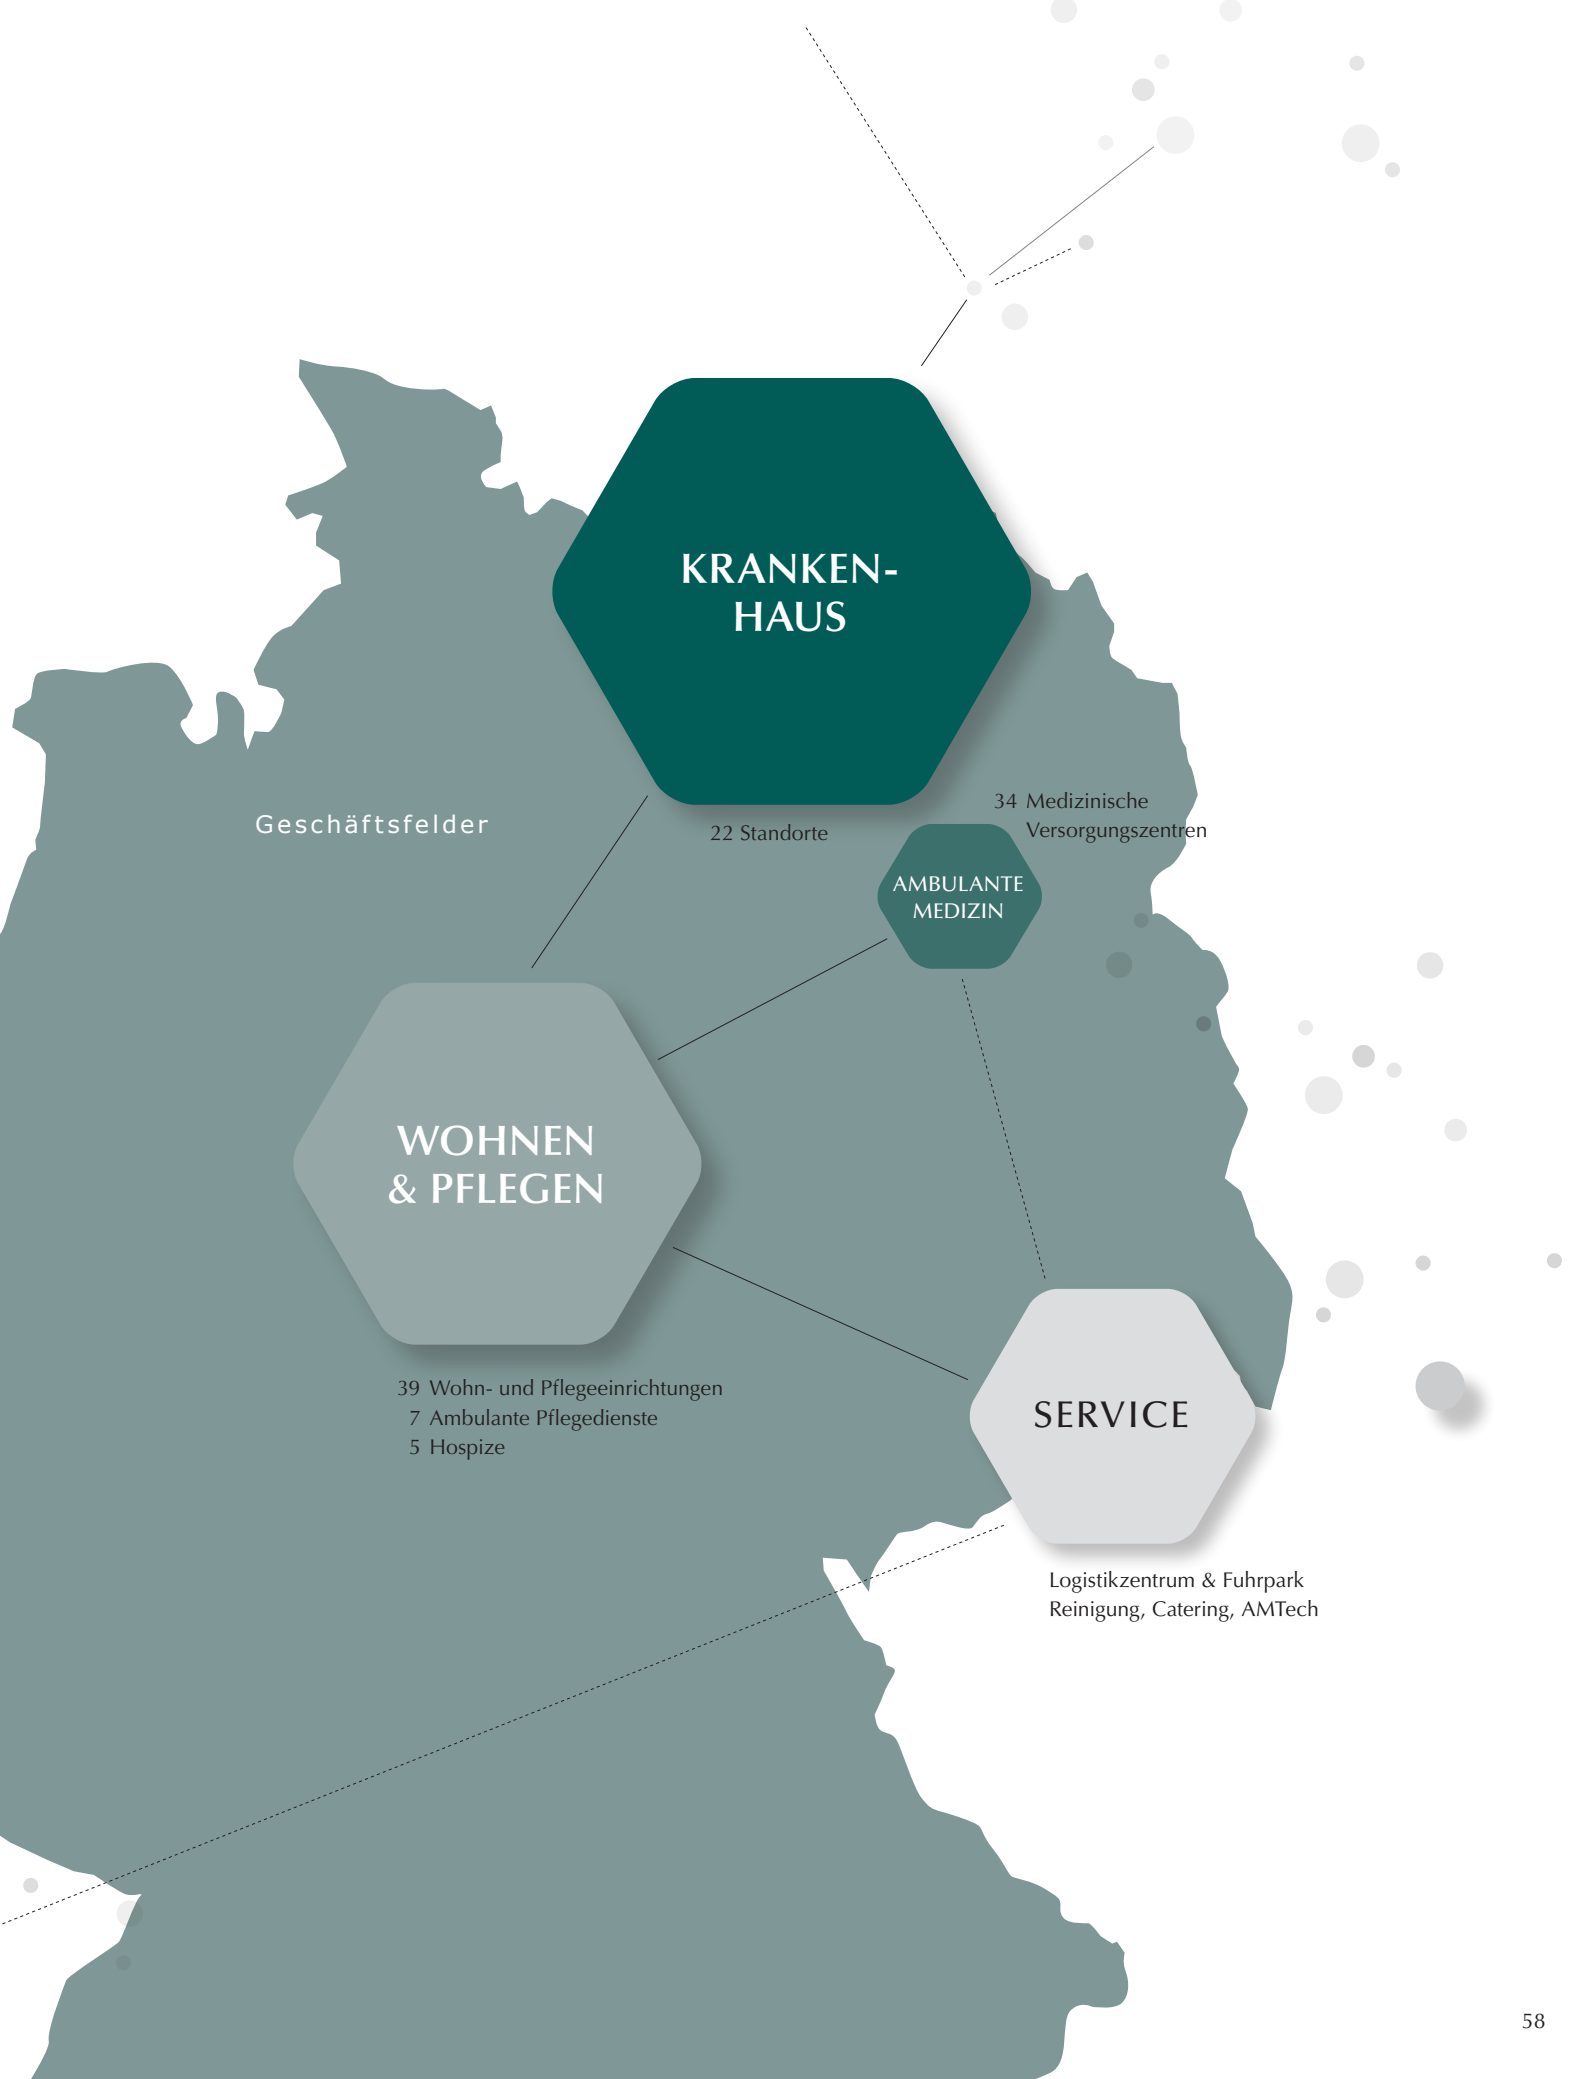 KRANKEN-
HAUS
Geschäftsfelder
22 Standorte
34 Medizinische
Versorgungszentren
AMBULANTE
MEDIZIN
WOHNEN
& PFLEGEN
39 Wohn- und Pflegeeinrichtungen
7 Ambulante Pflegedienste
5 Hospize
SERVICE
Logistikzentrum & Fuhrpark
Reinigung, Catering, AMTech
58